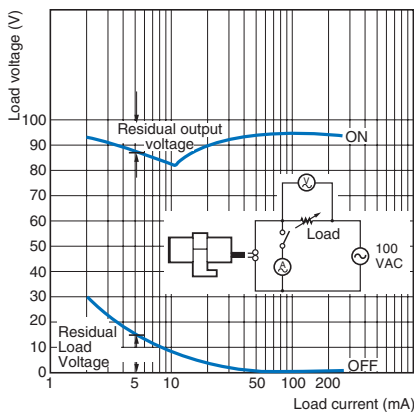 Load voltage (V)
100
90
80
70
60
50
40
30
20
10
0
Residual output
voltage
ON
V
Load
A
100
VAC
Residual
Load
Voltage
OFF
1
5
10
50
100
200
Load current (mA)